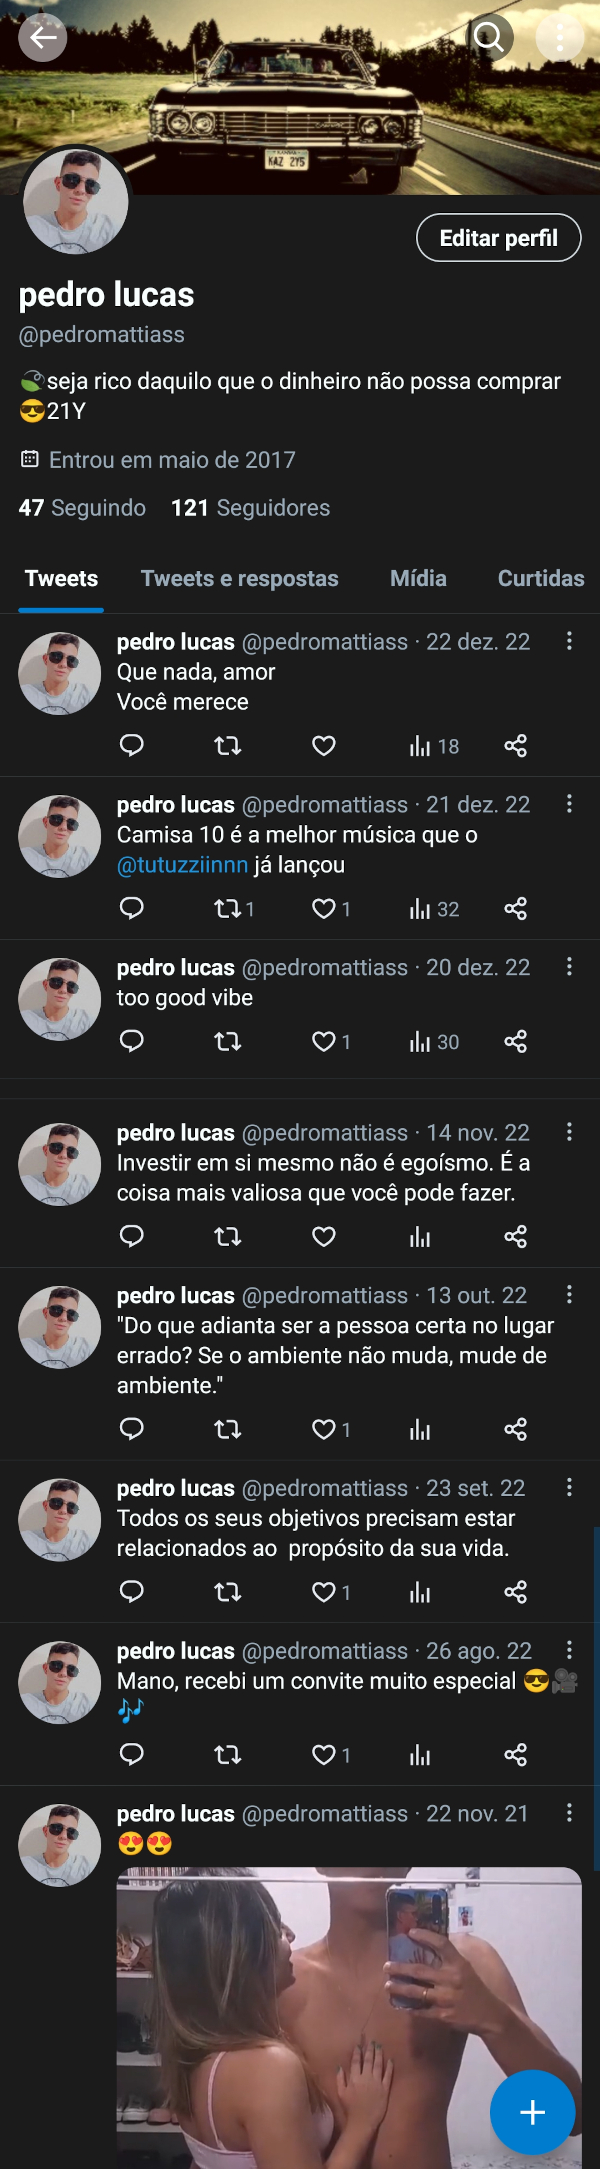 KANSAS
KAZ 2Y5
Editar perfil
pedro lucas
@pedromattiass
🍃seja rico daquilo que o dinheiro não possa comprar
😎21Y
Entrou em maio de 2017
47 Seguindo 121 Seguidores
Tweets Tweets e respostas Mídia Curtidas
pedro lucas @pedromattiass · 22 dez. 22
Que nada, amor
Você merece
18
pedro lucas @pedromattiass · 21 dez. 22
Camisa 10 é a melhor música que o
@tutuzziinnn já lançou
1 1 32
pedro lucas @pedromattiass · 20 dez. 22
too good vibe
1 30
pedro lucas @pedromattiass · 14 nov. 22
Investir em si mesmo não é egoísmo. É a
coisa mais valiosa que você pode fazer.
pedro lucas @pedromattiass · 13 out. 22
"Do que adianta ser a pessoa certa no lugar
errado? Se o ambiente não muda, mude de
ambiente."
1
pedro lucas @pedromattiass · 23 set. 22
Todos os seus objetivos precisam estar
relacionados ao  propósito da sua vida.
1
pedro lucas @pedromattiass · 26 ago. 22
Mano, recebi um convite muito especial 😎🎥
🎶
1
pedro lucas @pedromattiass · 22 nov. 21
😍😍